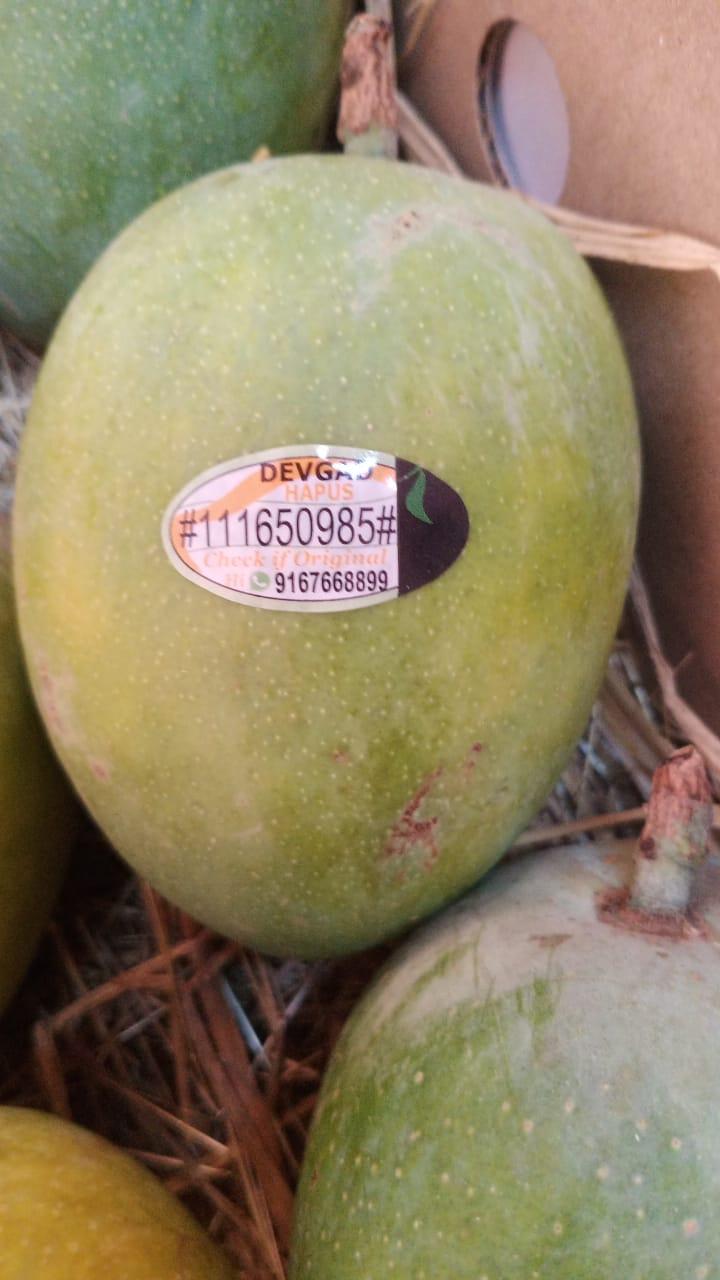 DEVGAD
HAPUS
#111650985#
Check if Original
Hi 9167668899